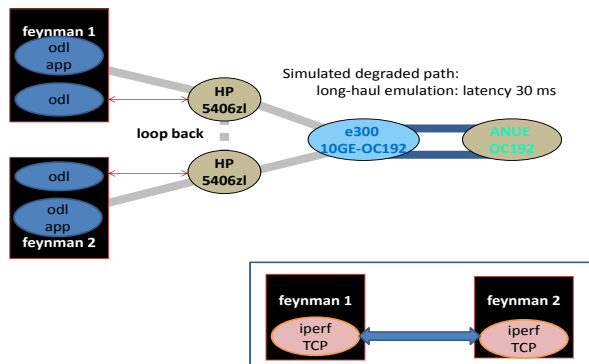 feynman 1
odl
app
odl
HP
5406zl
loop back
HP
5406zl
odl
odl
app
feynman 2
Simulated degraded path:
long-haul emulation: latency 30 ms
e300
10GE-OC192
ANUE
OC192
feynman 1
iperf
TCP
feynman 2
iperf
TCP